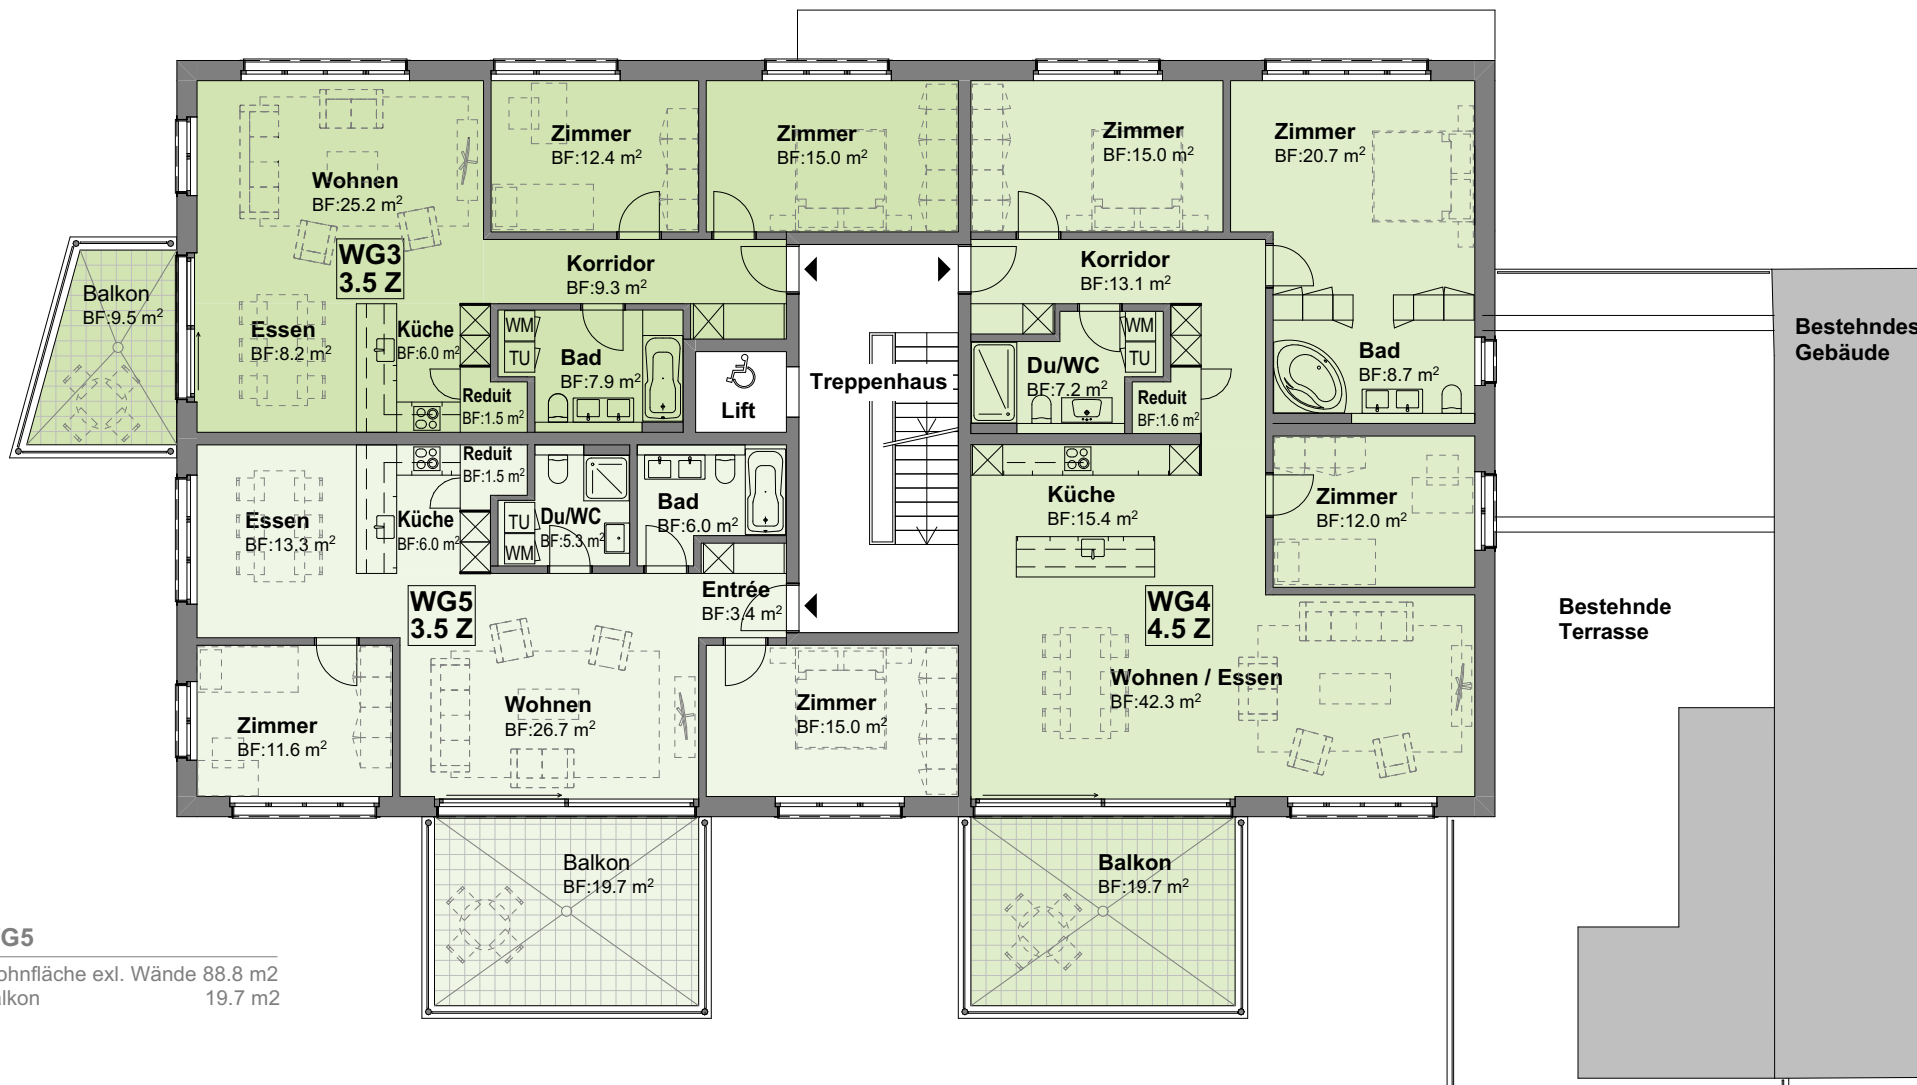 Zimmer
BF:12.4 m²
Zimmer
BF:15.0 m²
Zimmer
BF:15.0 m²
Zimmer
BF:20.7 m²
Wohnen
BF:25.2 m²
WG3
3.5 Z
Korridor
BF:9.3 m²
Korridor
BF:13.1 m²
Balkon
BF:9.5 m²
Essen
BF:8.2 m²
Küche
BF:6.0 m²
WM
TU
Bad
BF:7.9 m²
Reduit
BF:1.5 m²
Lift
Treppenhaus
Du/WC
BF:7.2 m²
WM
TU
Reduit
BF:1.6 m²
Bad
BF:8.7 m²
Bestehndes
Gebäude
Reduit
BF:1.5 m²
Essen
BF:13.3 m²
Küche
BF:6.0 m²
TU
WM
Du/WC
BF:5.3 m²
Bad
BF:6.0 m²
Küche
BF:15.4 m²
Zimmer
BF:12.0 m²
WG5
3.5 Z
Entrée
BF:3.4 m²
WG4
4.5 Z
Bestehnde
Terrasse
Zimmer
BF:11.6 m²
Wohnen
BF:26.7 m²
Zimmer
BF:15.0 m²
Wohnen / Essen
BF:42.3 m²
Balkon
BF:19.7 m²
Balkon
BF:19.7 m²
G5
ohnfläche exl. Wände 88.8 m2
lkon 19.7 m2